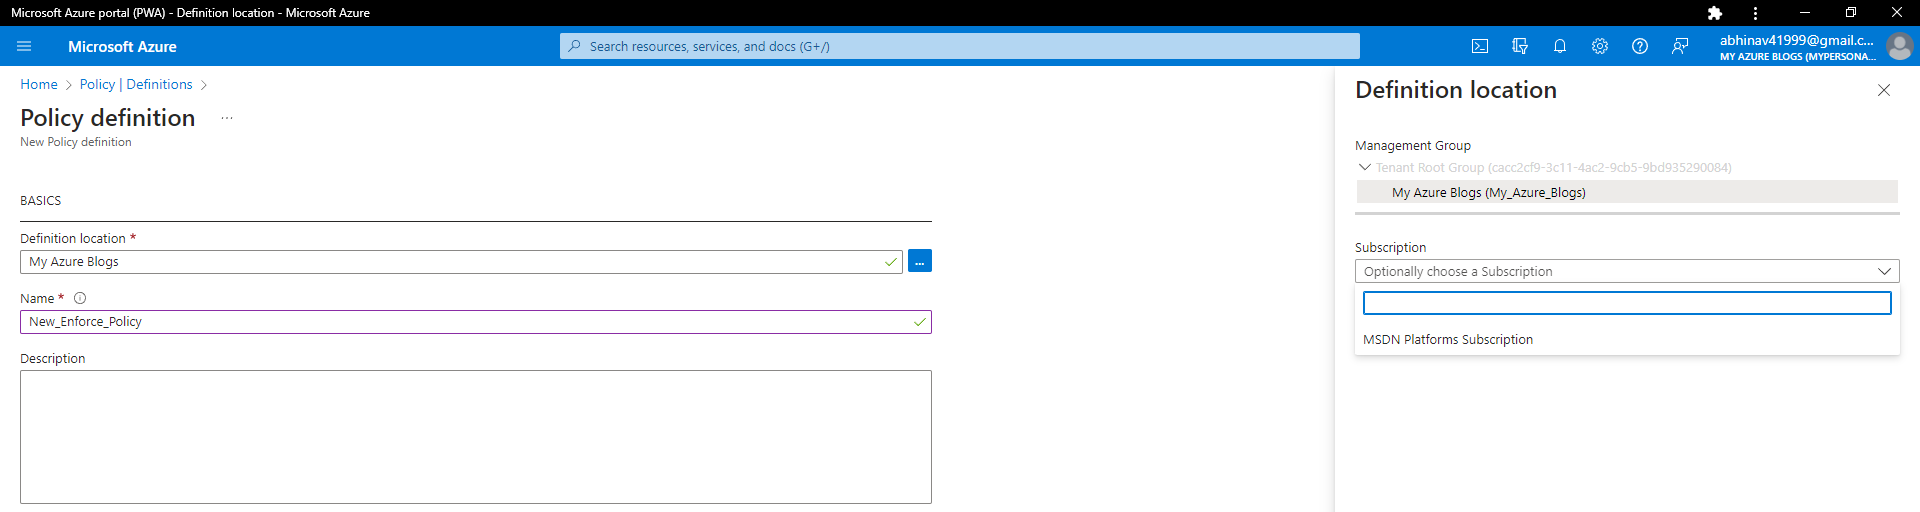 Microsoft Azure portal (PWA) - Definition location - Microsoft Azure
Microsoft Azure
Search resources, services, and docs (G+/)
abhinav41999@gmail.c...
MY AZURE BLOGS (MYPERSONA...
Home > Policy | Definitions >
Policy definition ...
New Policy definition
BASICS
Definition location *
My Azure Blogs
...
Name *
New_Enforce_Policy
Description
Definition location
Management Group
Tenant Root Group (cacc2cf9-3c11-4ac2-9cb5-9bd935290084)
My Azure Blogs (My_Azure_Blogs)
Subscription
Optionally choose a Subscription
MSDN Platforms Subscription